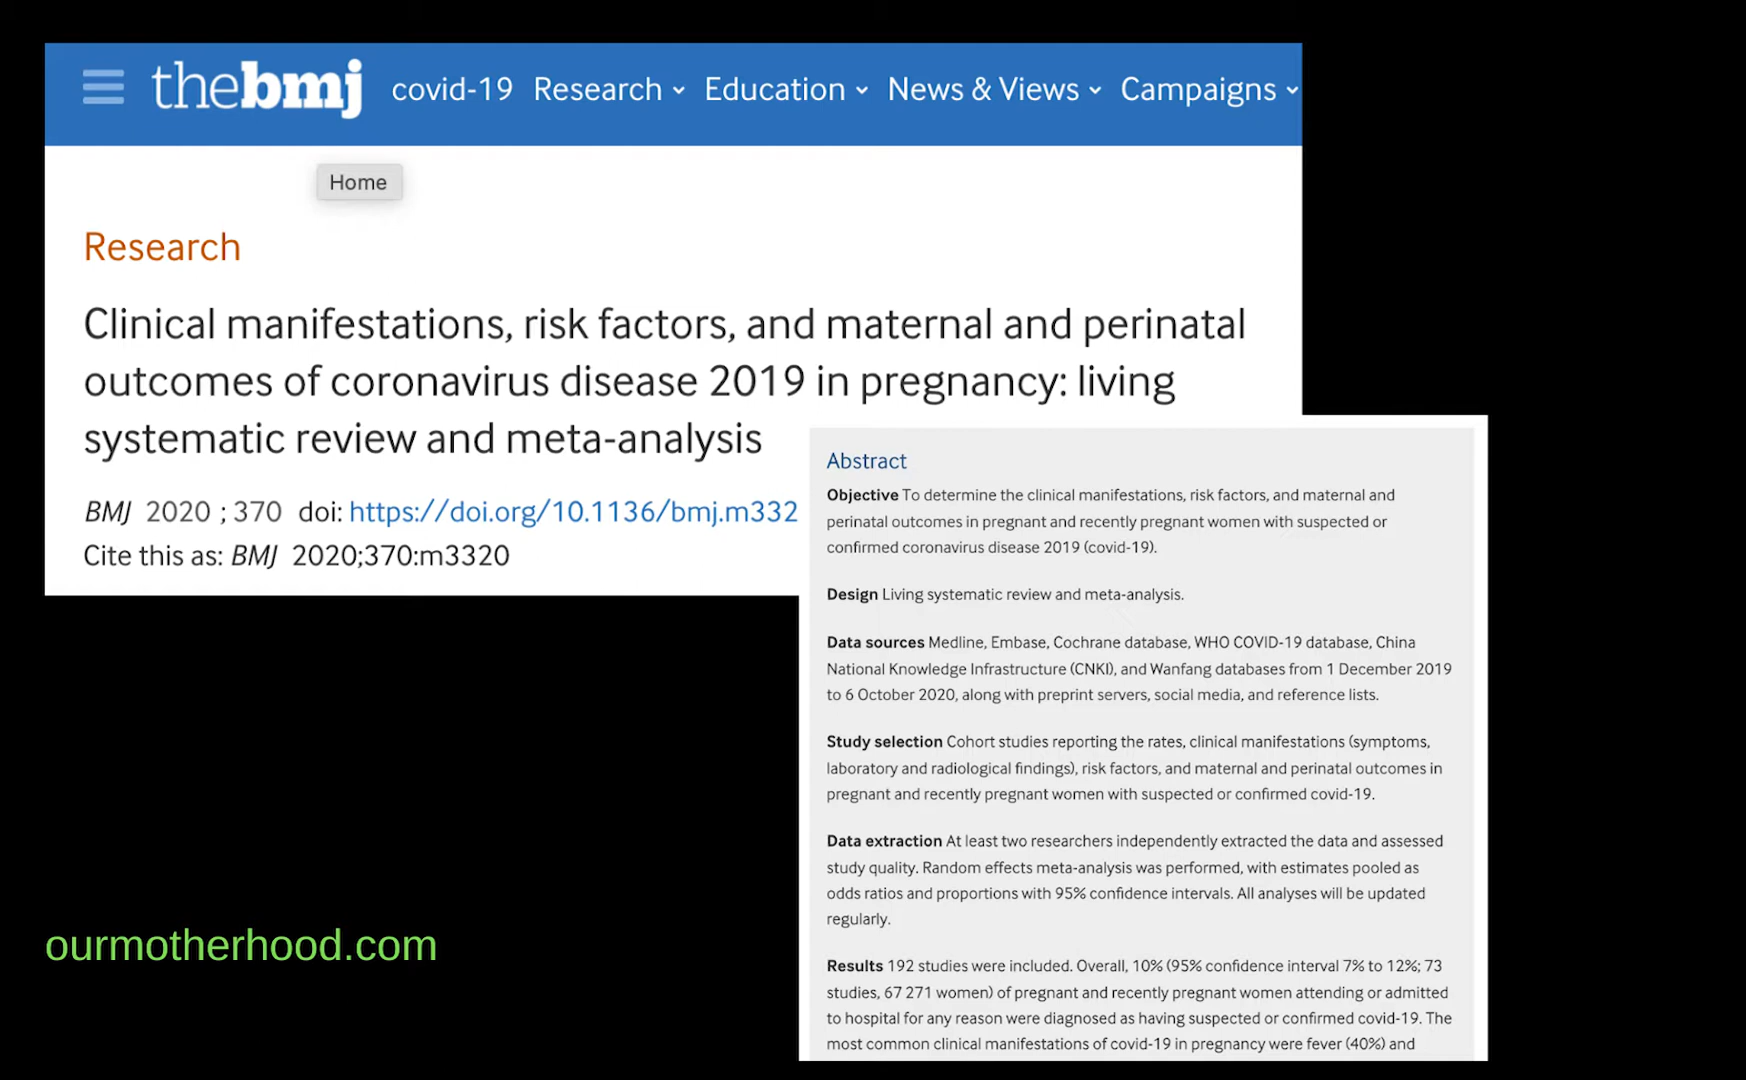 thebmj covid-19 Research Education News & Views Campaigns
Home
Research
Clinical manifestations, risk factors, and maternal and perinatal
outcomes of coronavirus disease 2019 in pregnancy: living
systematic review and meta-analysis
BMJ 2020 ; 370 doi: https://doi.org/10.1136/bmj.m332
Cite this as: BMJ 2020;370:m3320
Abstract
Objective To determine the clinical manifestations, risk factors, and maternal and
perinatal outcomes in pregnant and recently pregnant women with suspected or
confirmed coronavirus disease 2019 (covid-19).
Design Living systematic review and meta-analysis.
Data sources Medline, Embase, Cochrane database, WHO COVID-19 database, China
National Knowledge Infrastructure (CNKI), and Wanfang databases from 1 December 2019
to 6 October 2020, along with preprint servers, social media, and reference lists.
Study selection Cohort studies reporting the rates, clinical manifestations (symptoms,
laboratory and radiological findings), risk factors, and maternal and perinatal outcomes in
pregnant and recently pregnant women with suspected or confirmed covid-19.
Data extraction At least two researchers independently extracted the data and assessed
study quality. Random effects meta-analysis was performed, with estimates pooled as
odds ratios and proportions with 95% confidence intervals. All analyses will be updated
regularly.
Results 192 studies were included. Overall, 10% (95% confidence interval 7% to 12%; 73
studies, 67 271 women) of pregnant and recently pregnant women attending or admitted
to hospital for any reason were diagnosed as having suspected or confirmed covid-19. The
most common clinical manifestations of covid-19 in pregnancy were fever (40%) and
ourmotherhood.com